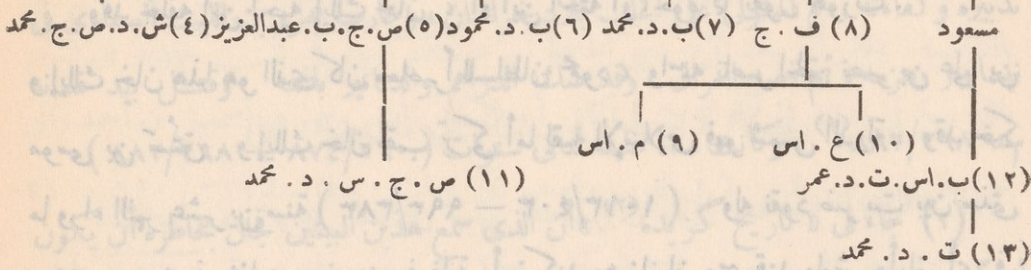 مسعود (٨) ف . ج (٧) ب . د . محمد (٦) ب . د . محمود (٥) ص . ج . ب . عبدالعزيز (٤) ش . د . ص . ج . محمد
(١٠) ع . اس (٩) م . اس
(١٢) ب . اس . ت . د . عمر (١١) ص . ج . س . د . محمد
(١٣) ت . د . محمد